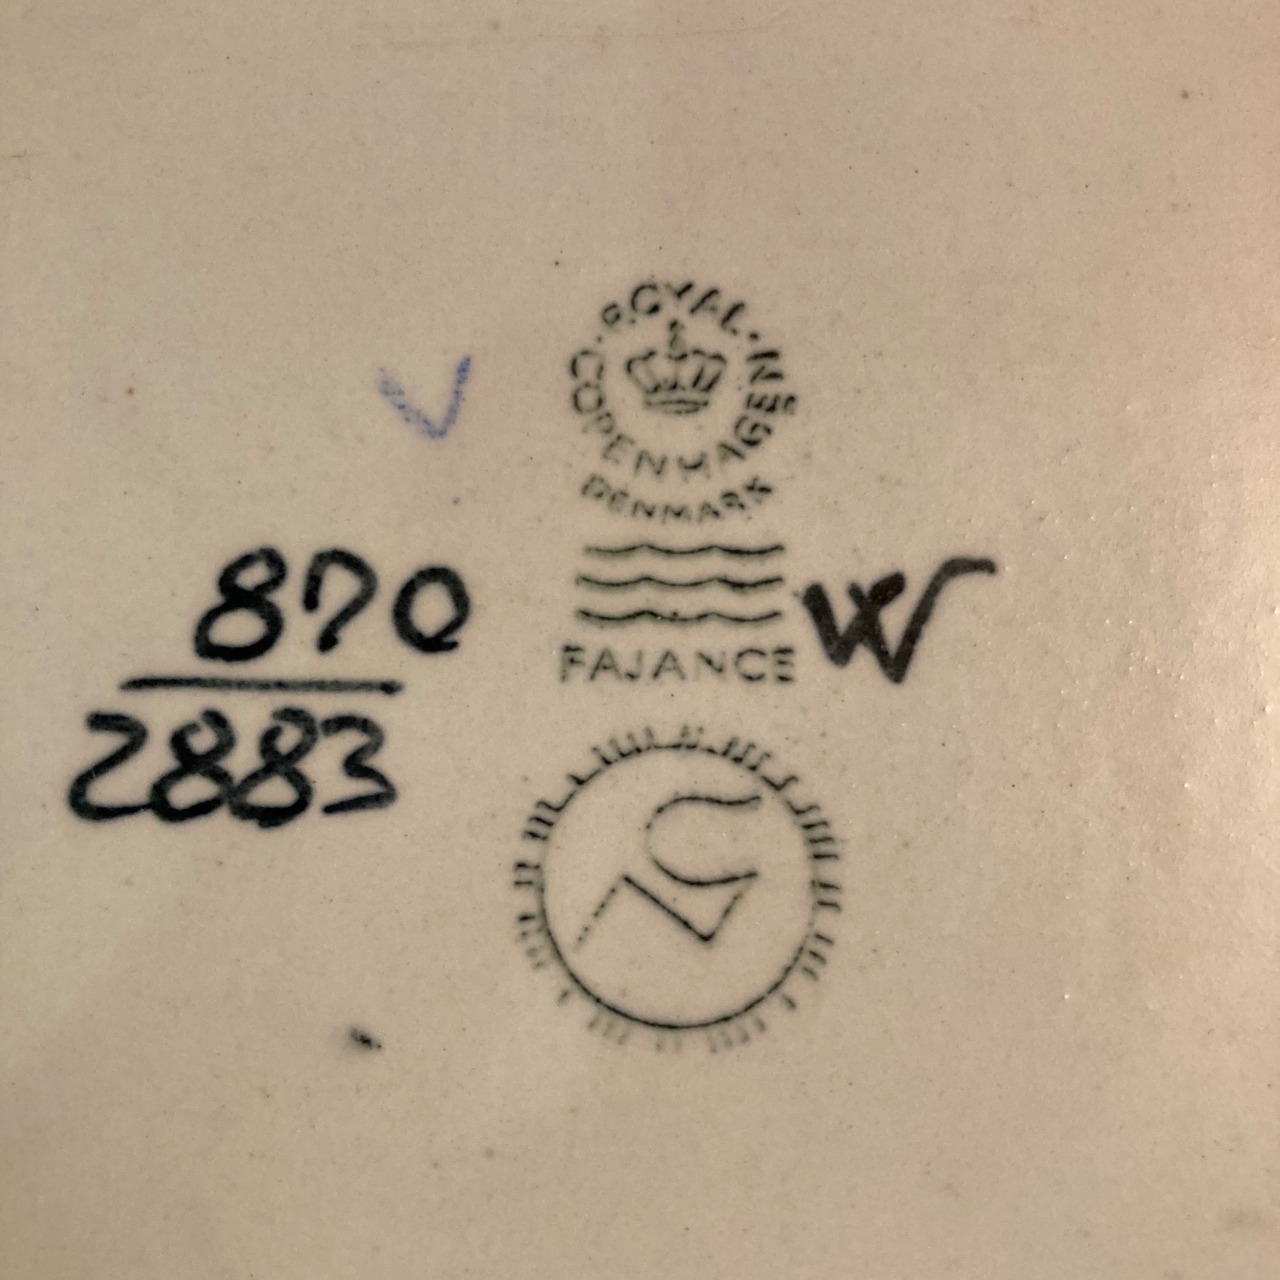 ROYAL
COPENHAGEN
DENMARK
FAJANCE
W
870
2883